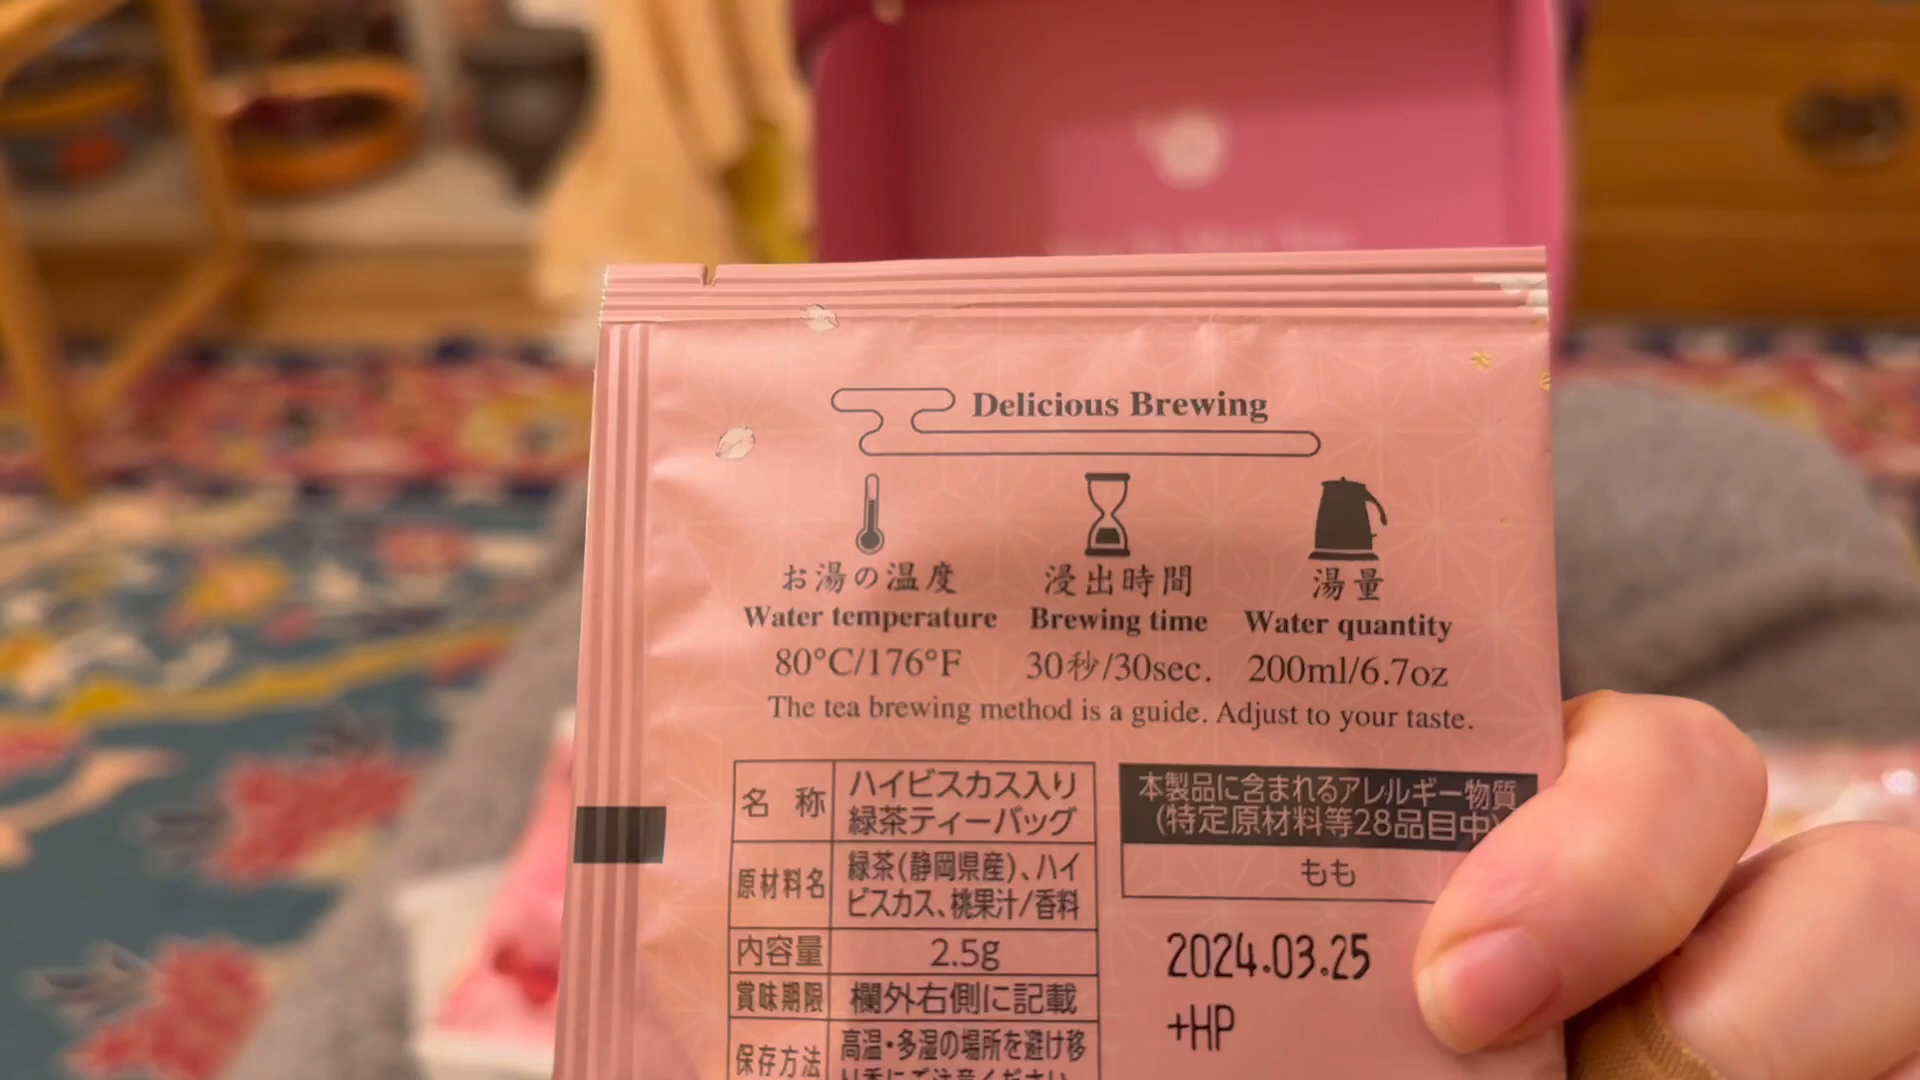 Delicious Brewing
お湯の温度
Water temperature
80°C/176°F
浸出時間
Brewing time
30秒/30sec.
湯量
Water quantity
200ml/6.7oz
The tea brewing method is a guide. Adjust to your taste.
名 称
ハイビスカス入り
緑茶ティーバッグ
原材料名
緑茶(静岡県産)、ハイ
ビスカス、桃果汁/香料
内容量
2.5g
賞味期限
欄外右側に記載
保存方法
高温・多湿の場所を避け移
本製品に含まれるアレルギー物質
(特定原材料等28品目中)
もも
2024.03.25
+HP